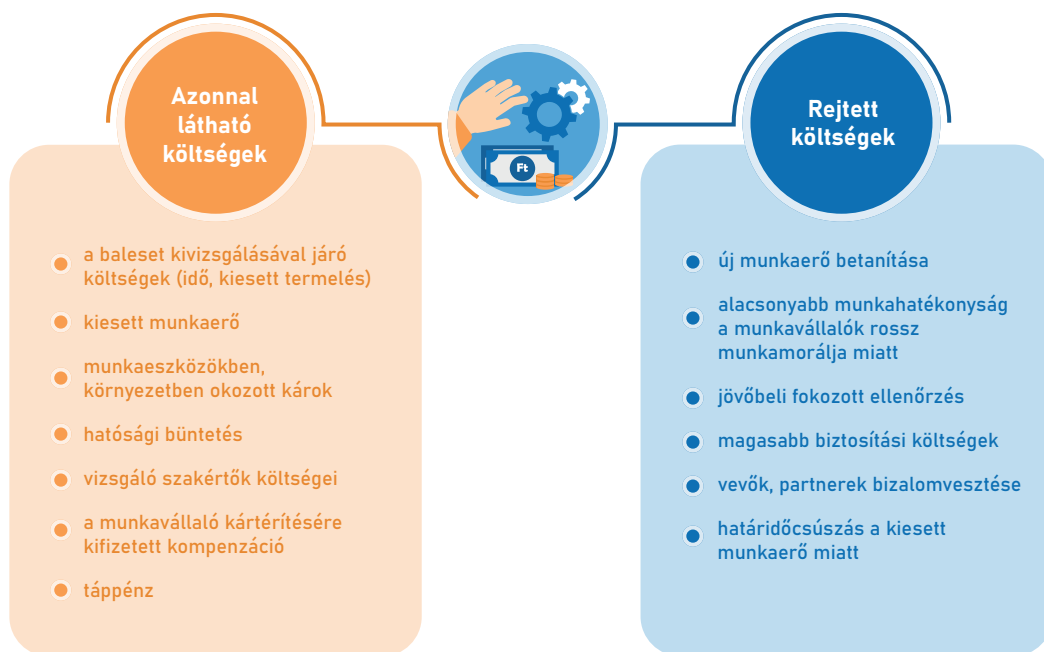 Azonnal
látható
költségek
a baleset kivizsgálásával járó
költségek (idő, kiesett termelés)
kiesett munkaerő
munkaeszközökben,
környezetben okozott károk
hatósági büntetés
vizsgáló szakértők költségei
a munkavállaló kártérítésére
kifizetett kompenzáció
táppénz
Ft
Rejtett
költségek
új munkaerő betanítása
alacsonyabb munkahatékonyság
a munkavállalók rossz
munkamorálja miatt
jövőbeli fokozott ellenőrzés
magasabb biztosítási költségek
vevők, partnerek bizalomvesztése
határidőcsúszás a kiesett
munkaerő miatt